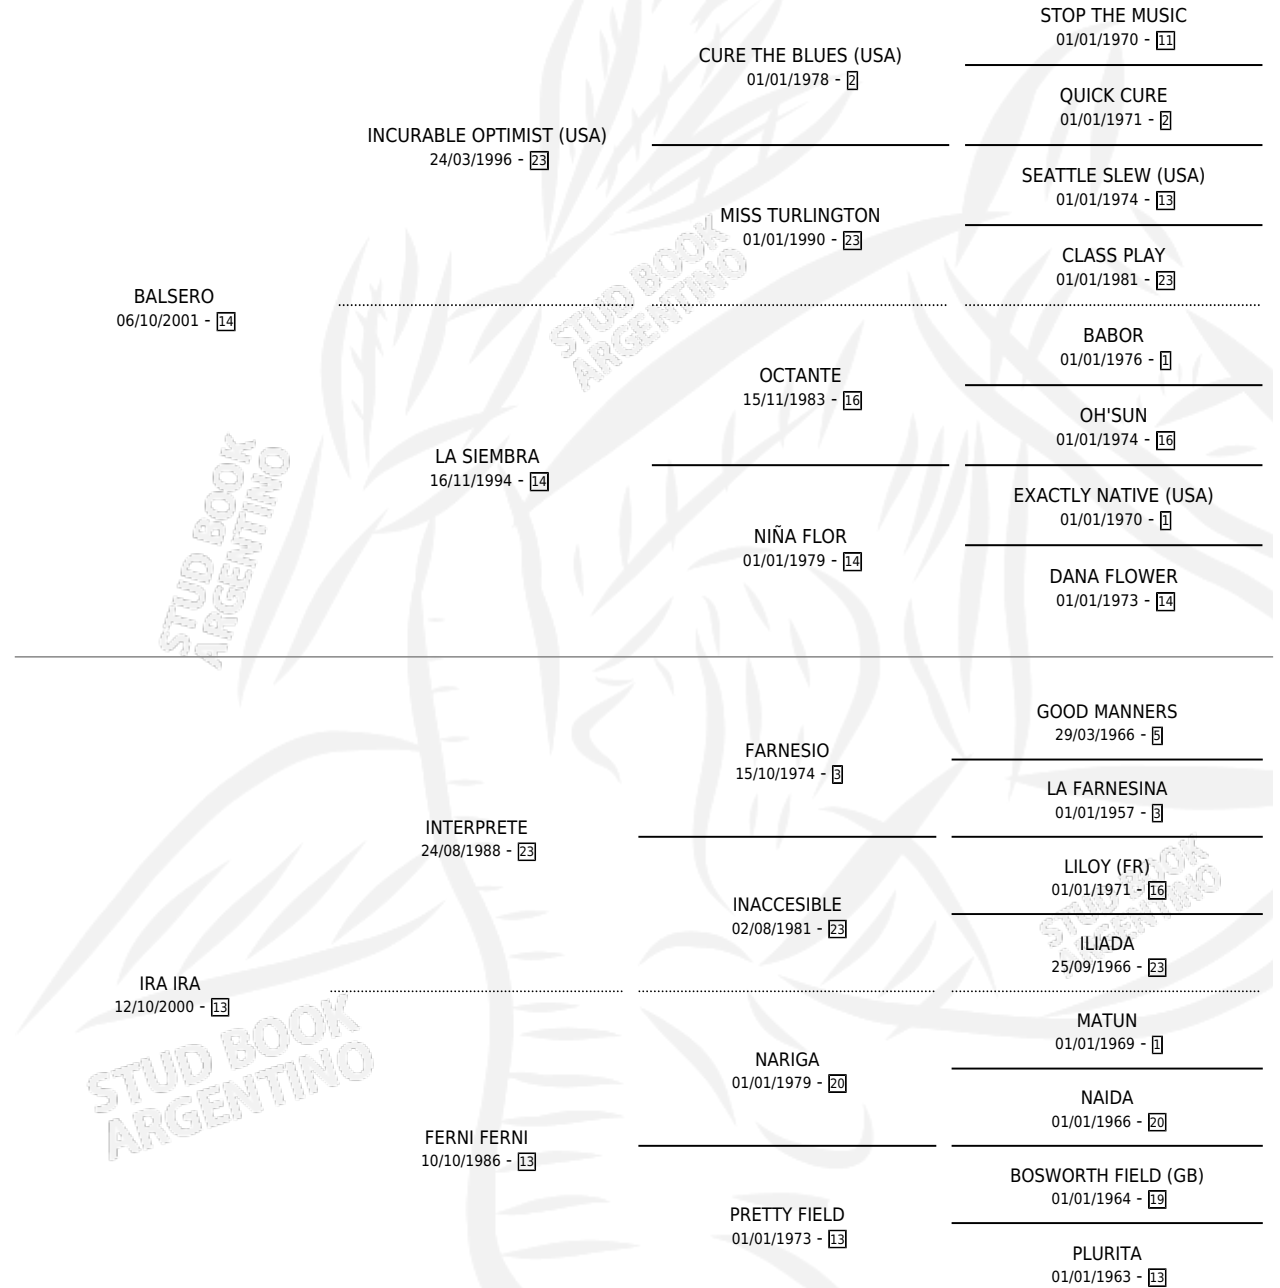 STOP THE MUSIC
01/01/1970 - 11
CURE THE BLUES (USA)
01/01/1978 - 2
QUICK CURE
01/01/1971 - 2
INCURABLE OPTIMIST (USA)
24/03/1996 - 23
SEATTLE SLEW (USA)
01/01/1974 - 13
MISS TURLINGTON
01/01/1990 - 23
CLASS PLAY
01/01/1981 - 23
BALSERO
06/10/2001 - 14
BABOR
01/01/1976 - 1
OCTANTE
15/11/1983 - 16
OH'SUN
01/01/1974 - 16
LA SIEMBRA
16/11/1994 - 14
EXACTLY NATIVE (USA)
01/01/1970 - 1
NIÑA FLOR
01/01/1979 - 14
DANA FLOWER
01/01/1973 - 14
GOOD MANNERS
29/03/1966 - 5
FARNESIO
15/10/1974 - 3
LA FARNESINA
01/01/1957 - 3
INTERPRETE
24/08/1988 - 23
LILOY (FR)
01/01/1971 - 16
INACCESIBLE
02/08/1981 - 23
ILIADA
25/09/1966 - 23
IRA IRA
12/10/2000 - 13
MATUN
01/01/1969 - 1
NARIGA
01/01/1979 - 20
NAIDA
01/01/1966 - 20
FERNI FERNI
10/10/1986 - 13
BOSWORTH FIELD (GB)
01/01/1964 - 19
PRETTY FIELD
01/01/1973 - 13
PLURITA
01/01/1963 - 13
STUD BOOK
ARGENTINO
STUD BOOK
ARGENTINO
STUD BOOK
ARGENTINO
STUD BOOK
ARGENTINO